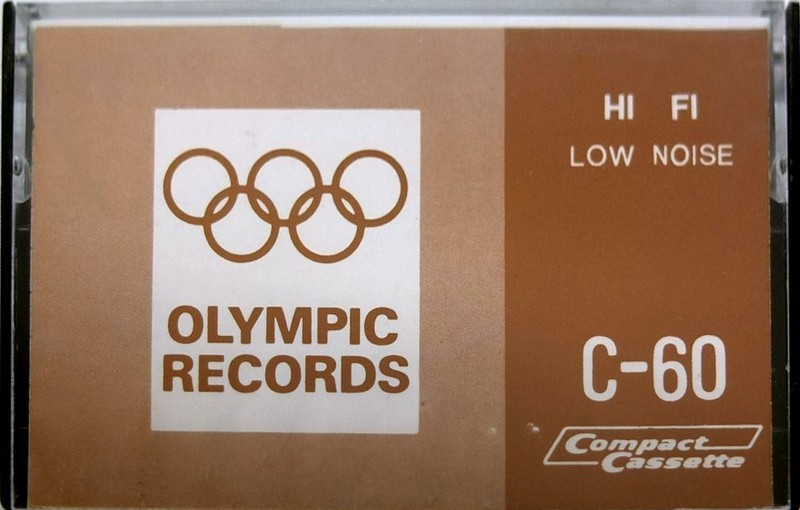 OLYMPIC
RECORDS
HI FI
LOW NOISE
C-60
Compact
Cassette